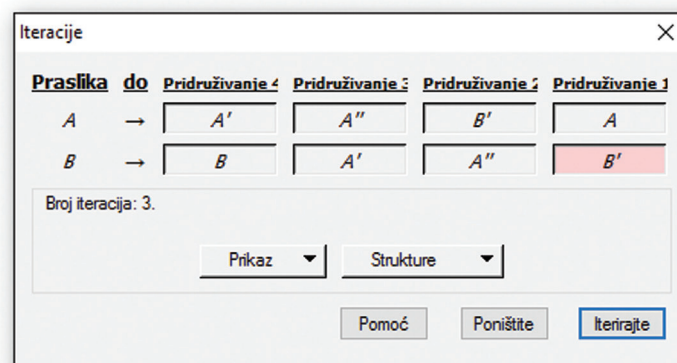 Iteracije
Praslika do Pridruživanje 4 Pridruživanje 3 Pridruživanje 2 Pridruživanje 1
A → A' A'' B' A
B → B A' A'' B'
Broj iteracija: 3.
Prikaz Strukture
Pomoć Poništite Iterirajte